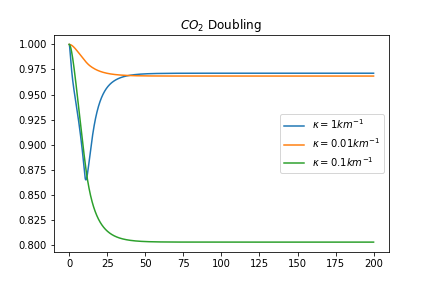 CO₂ Doubling
1.000
0.975
0.950
0.925
0.900
0.875
0.850
0.825
0.800
κ = 1km⁻¹
κ = 0.01km⁻¹
κ = 0.1km⁻¹
0 25 50 75 100 125 150 175 200